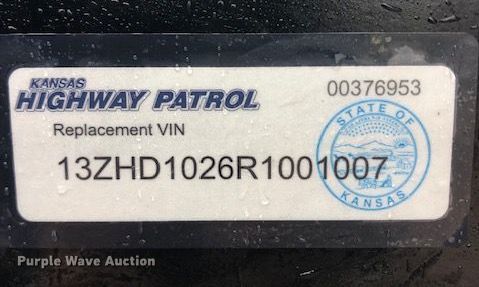 KANSAS
HIGHWAY PATROL
00376953
Replacement VIN
13ZHD1026R1001007
STATE OF
KANSAS
Purple Wave Auction